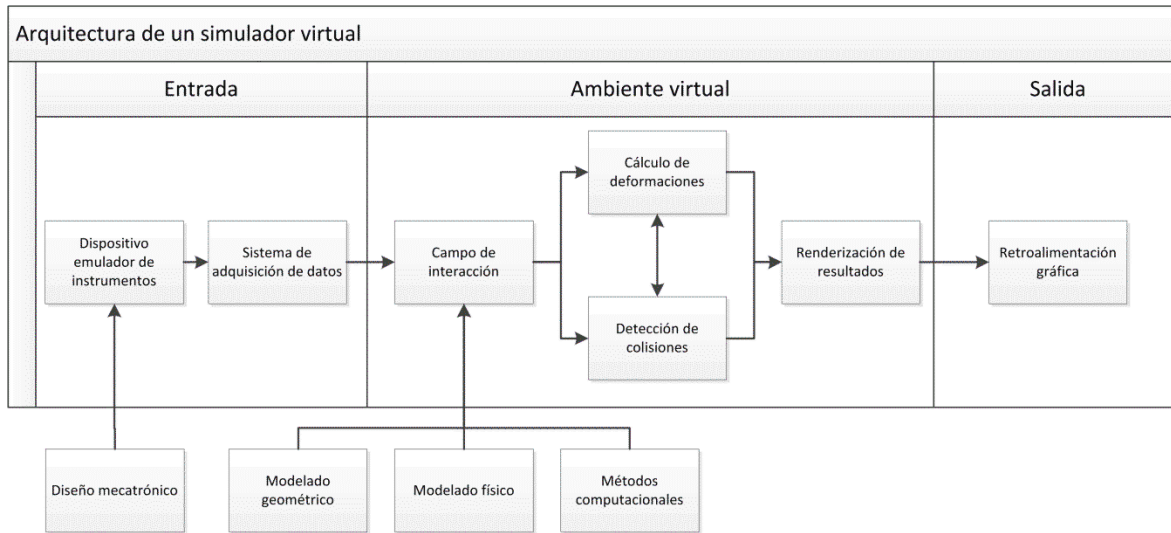 Arquitectura de un simulador virtual
Entrada
Ambiente virtual
Salida
Dispositivo
emulador de
instrumentos
Sistema de
adquisición de datos
Campo de
interacción
Cálculo de
deformaciones
Detección de
colisiones
Renderización de
resultados
Retroalimentación
gráfica
Diseño mecatrónico
Modelado
geométrico
Modelado físico
Métodos
computacionales